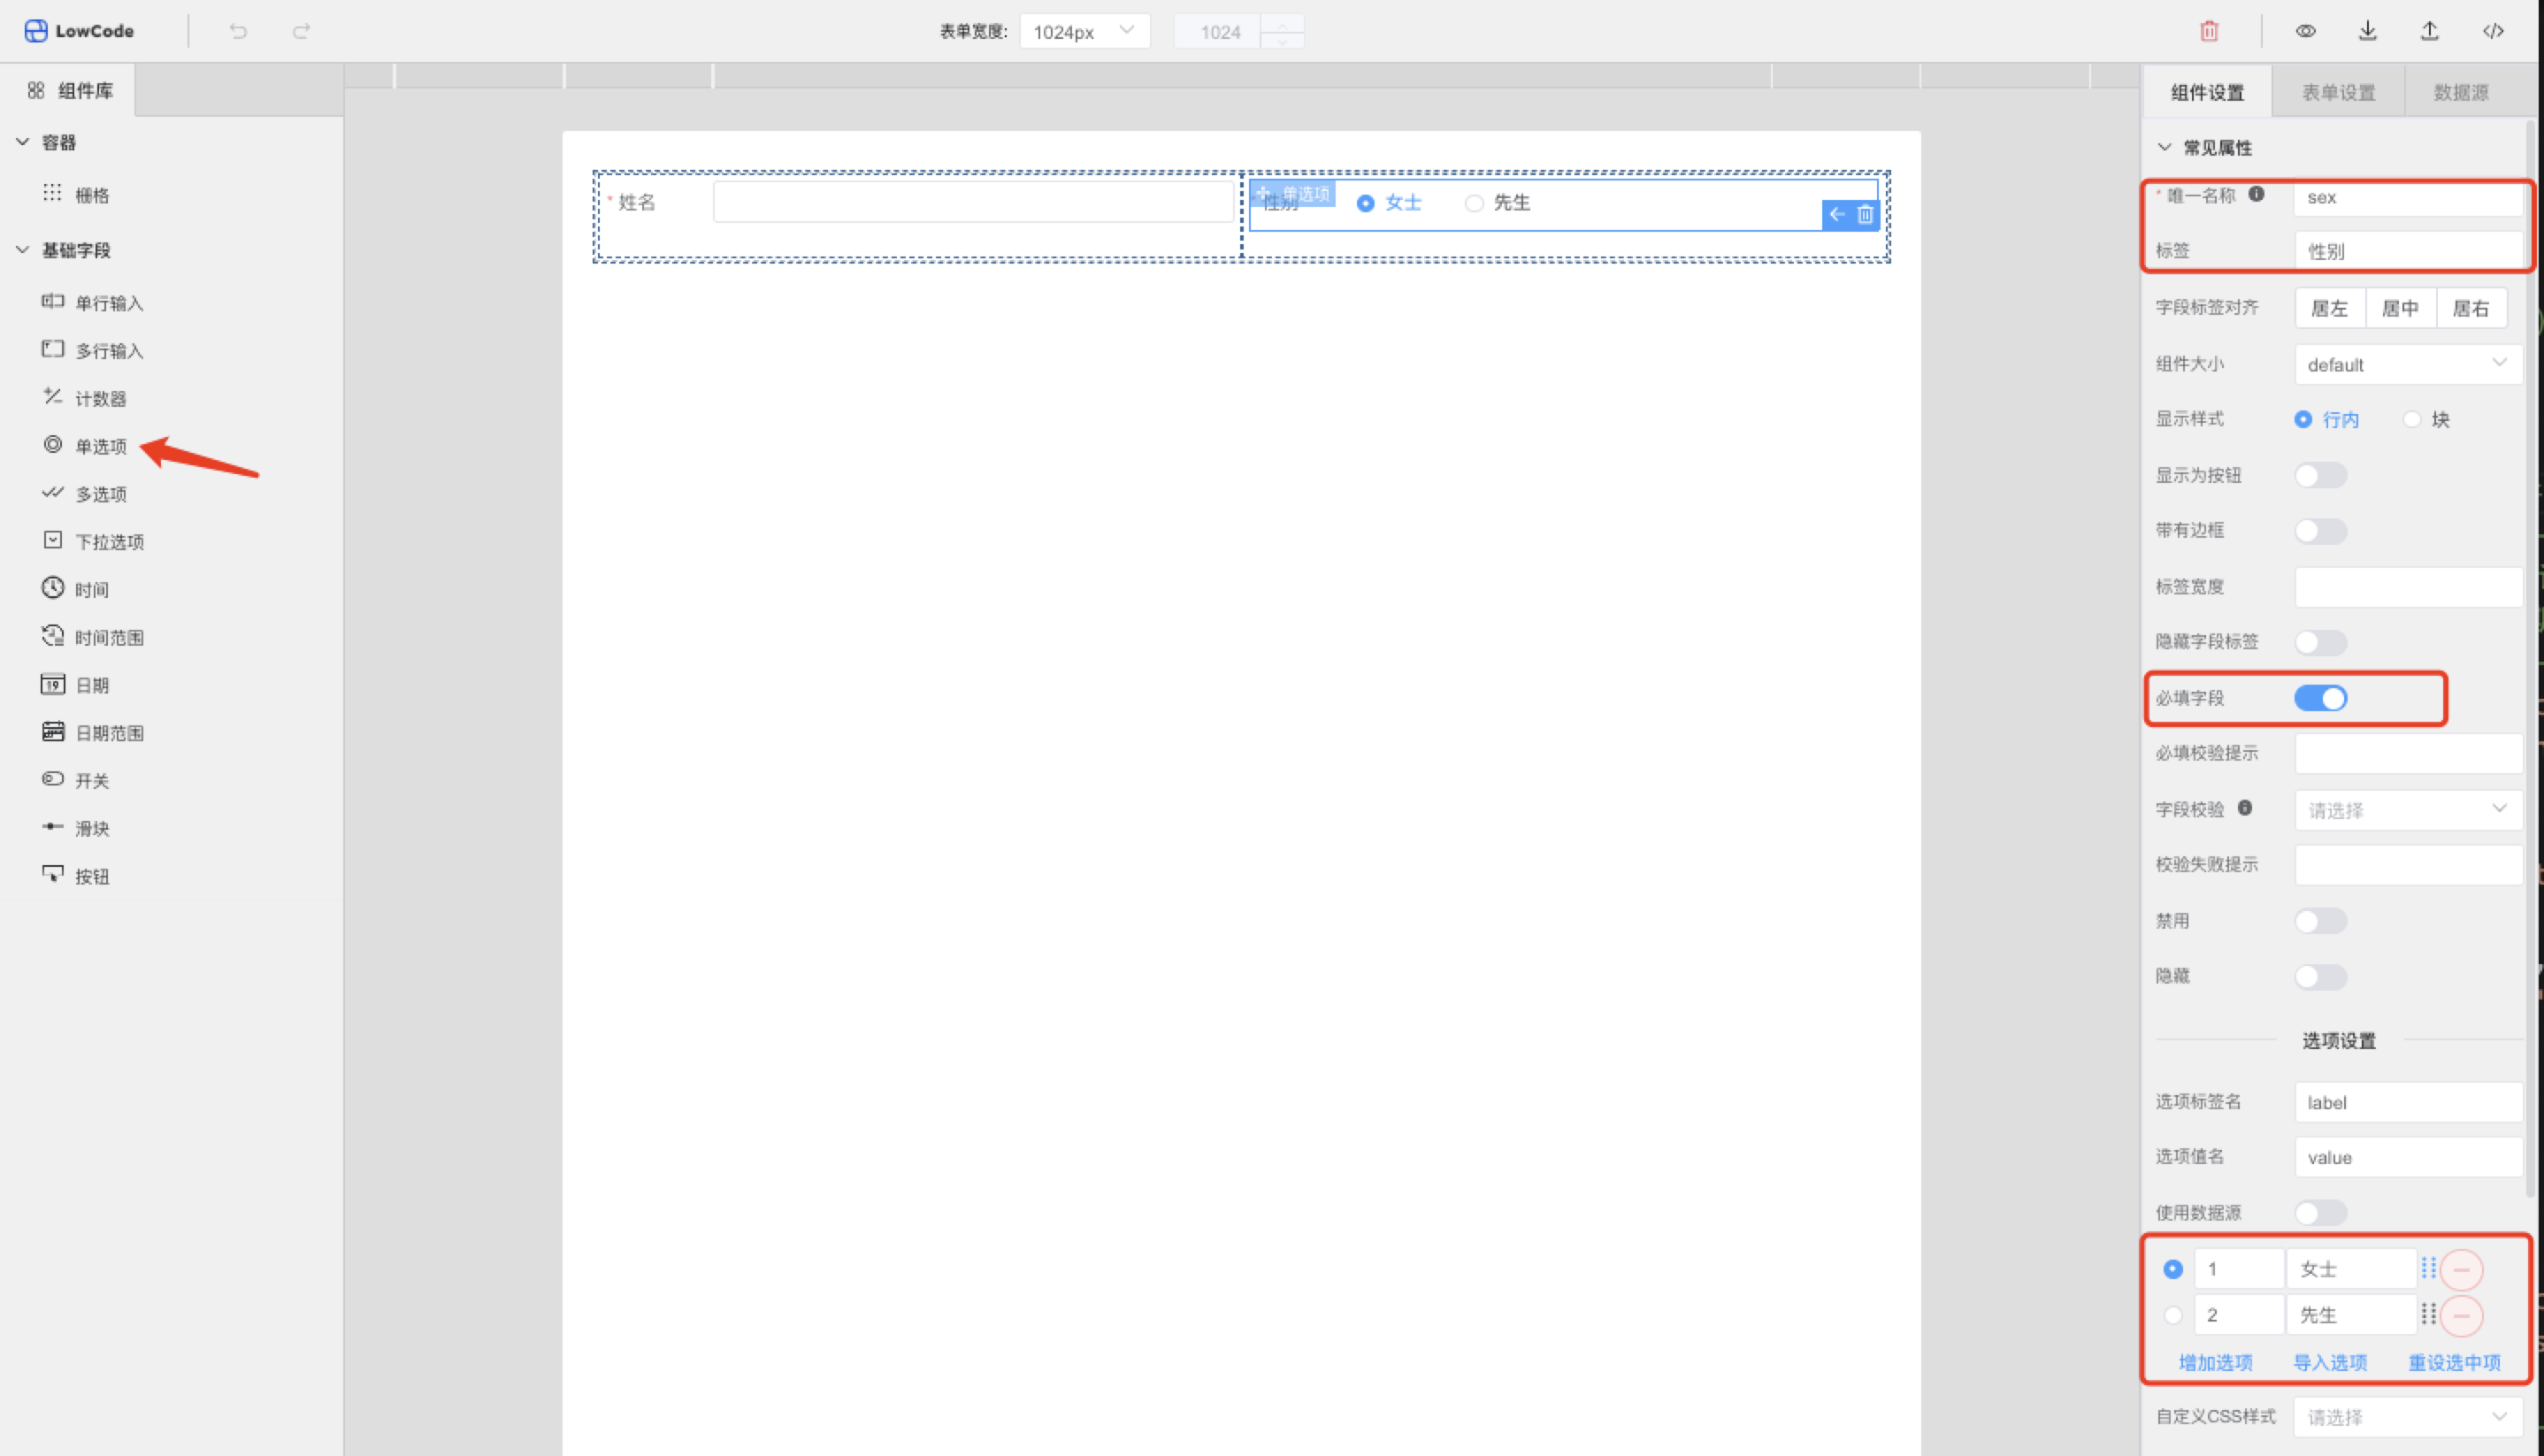 LowCode
表单宽度:
1024px
1024
组件库
容器
栅格
基础字段
单行输入
多行输入
计数器
单选项
多选项
下拉选项
时间
时间范围
日期
日期范围
开关
滑块
按钮
* 姓名
单选项
* 性别
女士
先生
组件设置
表单设置
数据源
常见属性
* 唯一名称
sex
标签
性别
字段标签对齐
居左
居中
居右
组件大小
default
显示样式
行内
块
显示为按钮
带有边框
标签宽度
隐藏字段标签
必填字段
必填校验提示
字段校验
请选择
校验失败提示
禁用
隐藏
选项设置
选项标签名
label
选项值名
value
使用数据源
1
女士
2
先生
增加选项
导入选项
重设选中项
自定义CSS样式
请选择